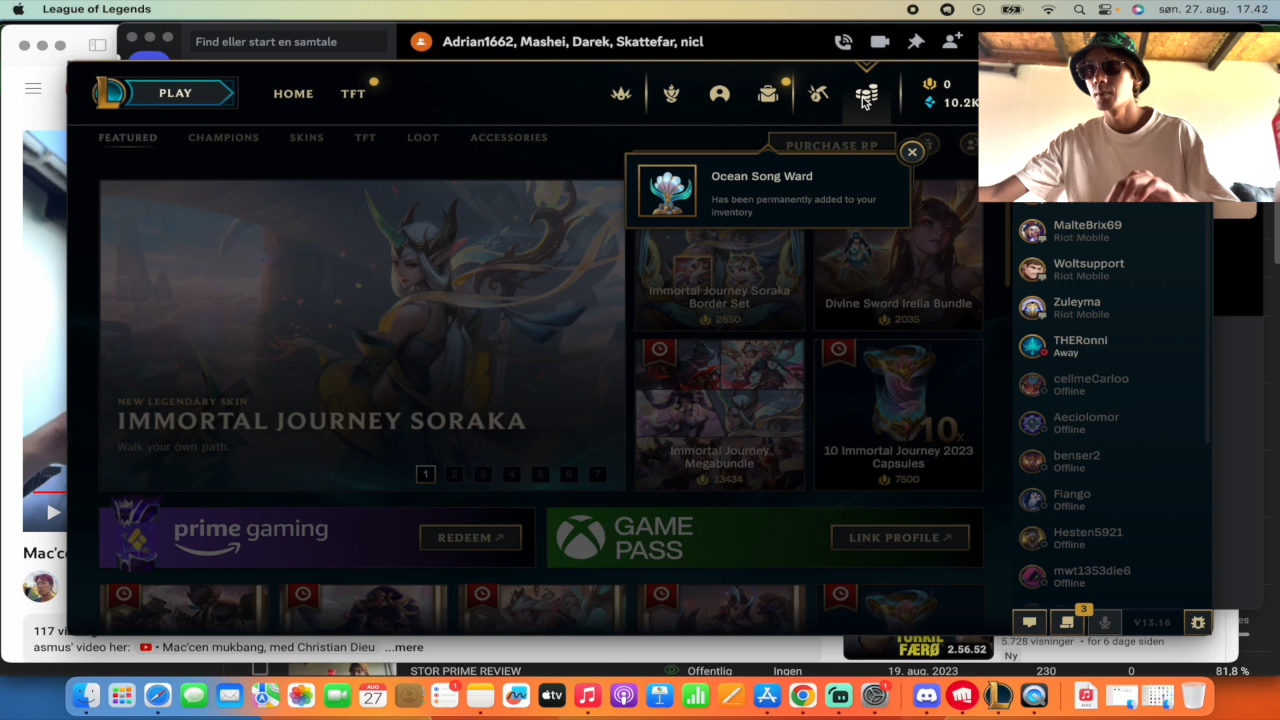 League of Legends
søn. 27. aug. 17.42
Find eller start en samtale
Adrian1662, Mashei, Darek, Skattefar, nicl
PLAY
HOME
TFT
0
10.2K
FEATURED
CHAMPIONS
SKINS
TFT
LOOT
ACCESSORIES
PURCHASE RP
Ocean Song Ward
Has been permanently added to your
inventory
Immortal Journey Soraka
Border Set
2850
Divine Sword Irelia Bundle
2035
NEW LEGENDARY SKIN
IMMORTAL JOURNEY SORAKA
Walk your own path.
1 2 3 4 5 6 7
Immortal Journey
Megabundle
13434
10x
10 Immortal Journey 2023
Capsules
7500
prime gaming
REDEEM
XBOX GAME
PASS
LINK PROFILE
MalteBrix69
Riot Mobile
Woltsupport
Riot Mobile
Zuleyma
Riot Mobile
THERonni
Away
cellmeCarloo
Offline
Aeciolomor
Offline
benser2
Offline
Fiango
Offline
Hesten5921
Offline
mwt1353die6
Offline
3
V13.16
Mac'ce
117 vi
asmus' video her:
Mac'cen mukbang, med Christian Dieu
...mere
TORKIL
FÆRØ
2.56.52
5.728 visninger • for 6 dage siden
Ny
es
STOR PRIME REVIEW
Offentlig
Ingen
19. aug. 2023
230
0
81,8 %
AUG
27
1
tv
1